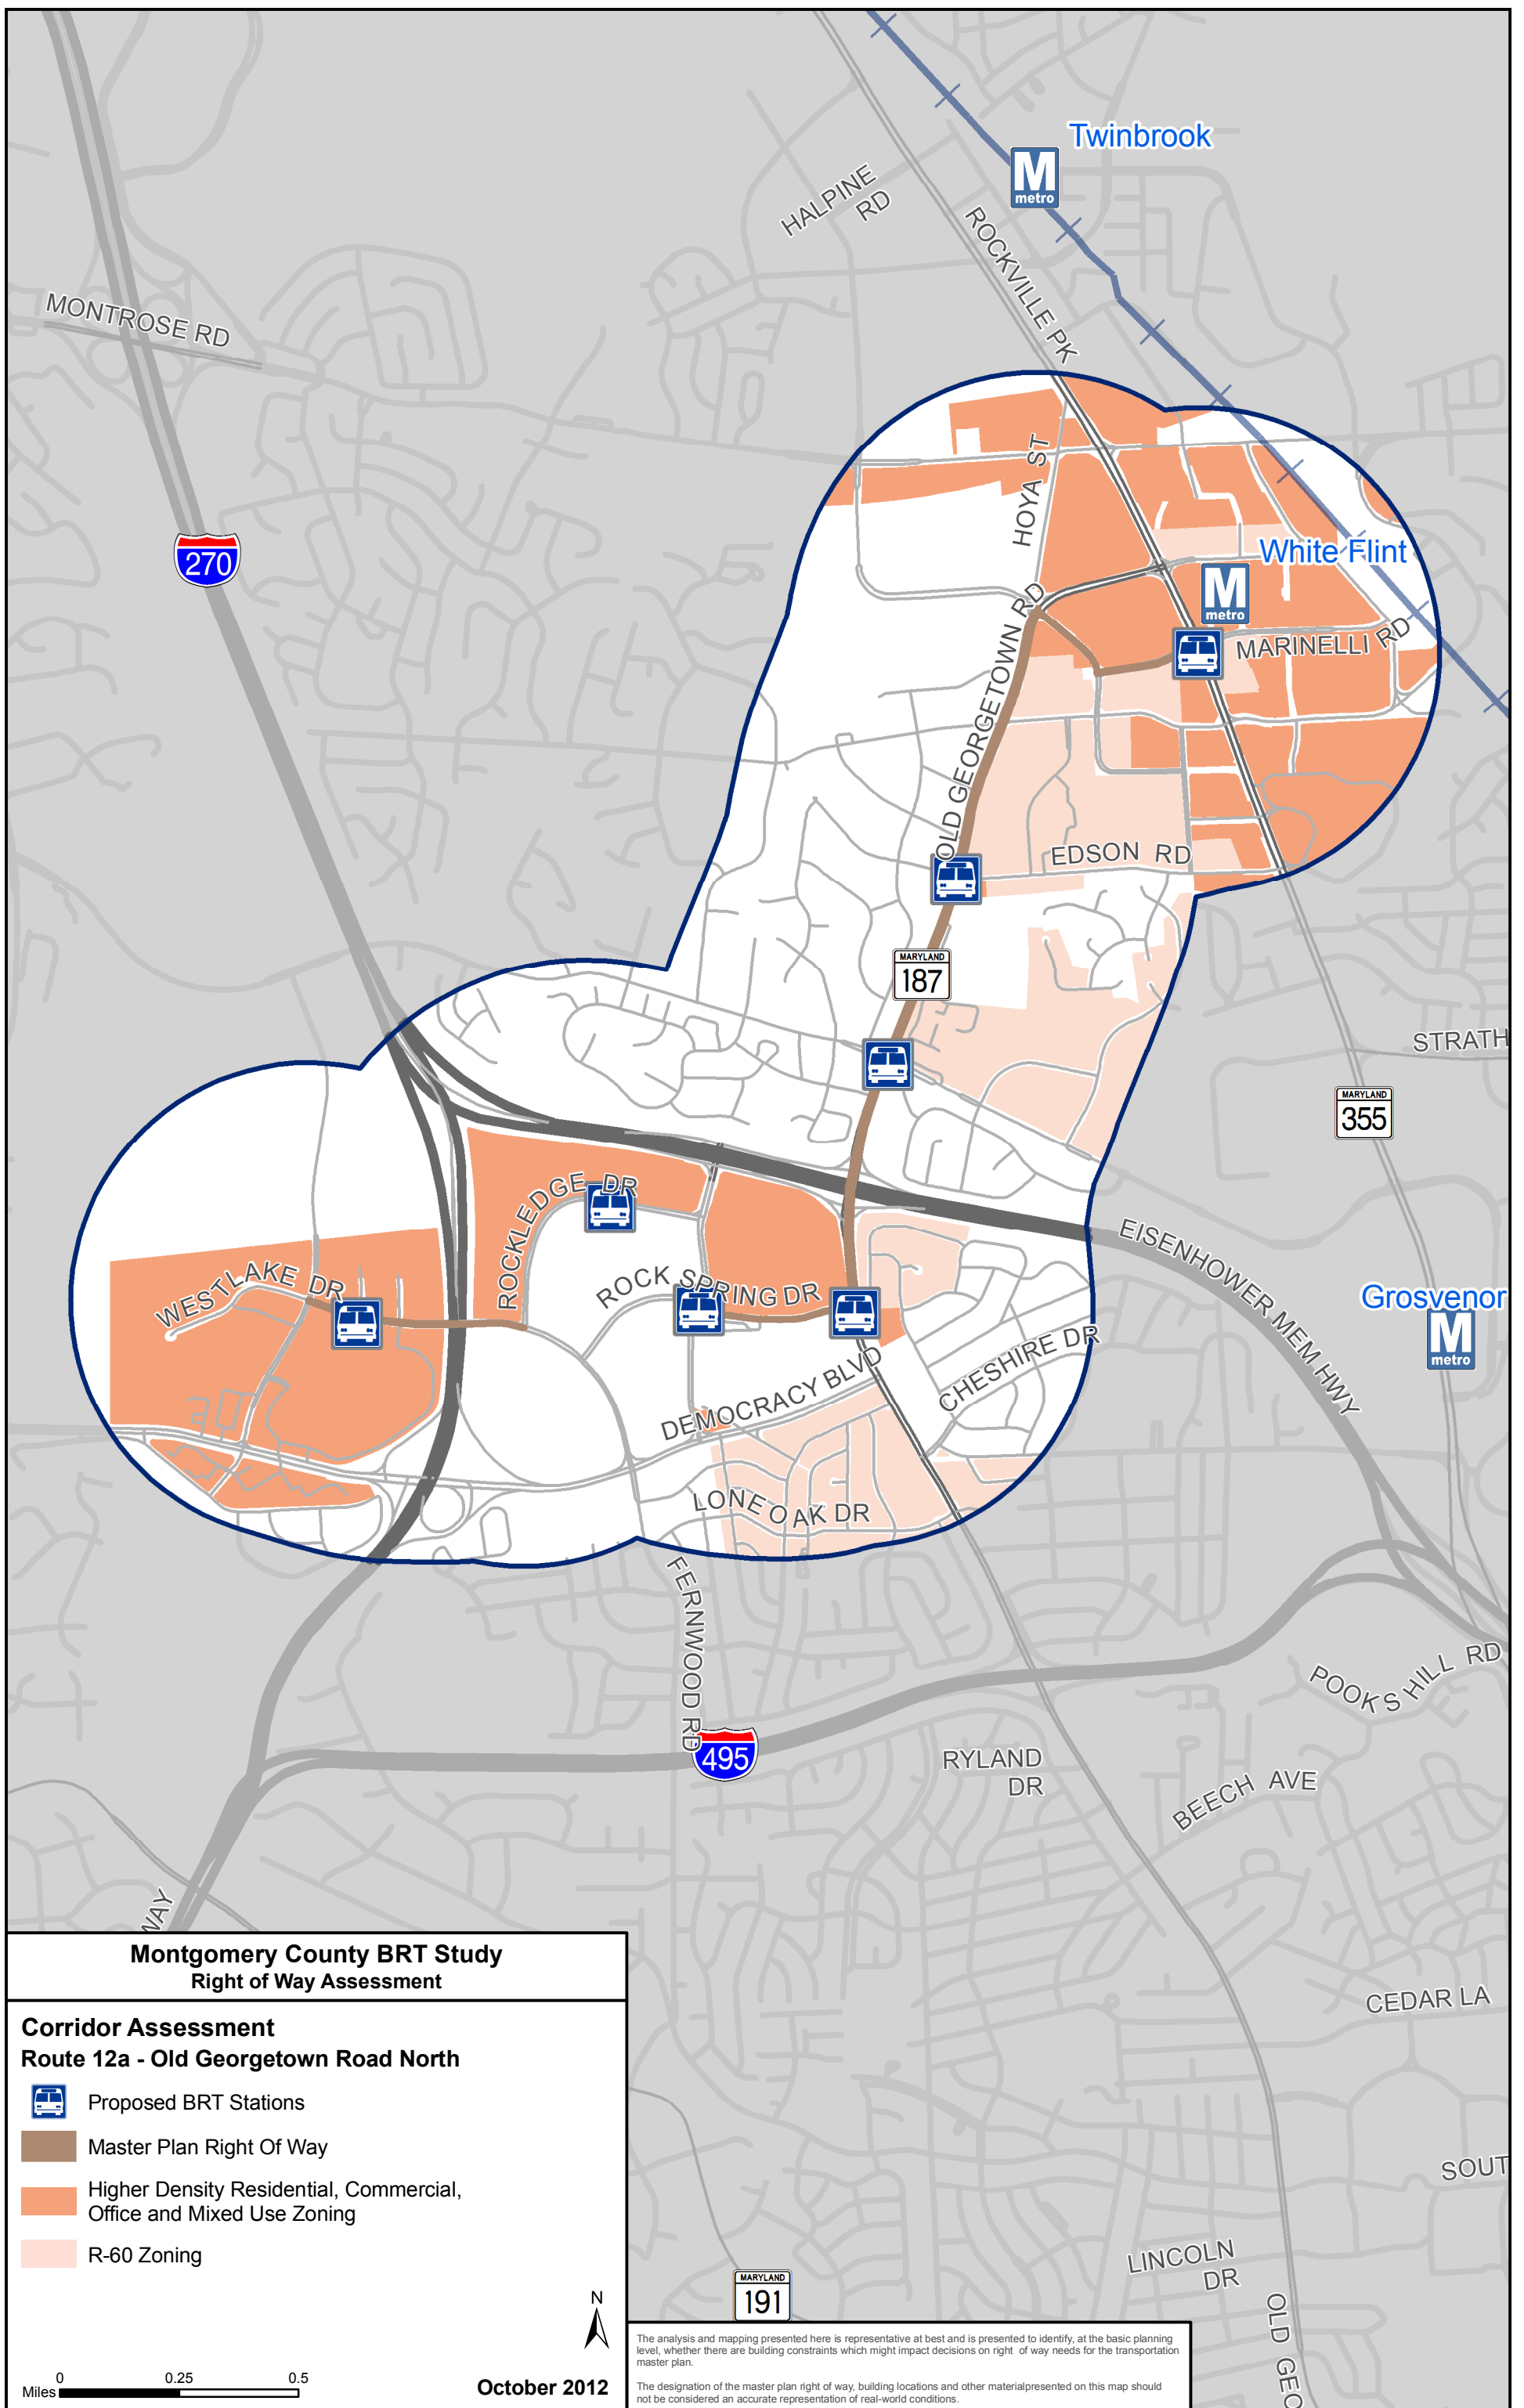 Twinbrook
M
metro
HALPINE
RD
ROCKVILLE PK
MONTROSE RD
HOYA ST
270
White Flint
M
metro
MARINELLI RD
OLD GEORGETOWN RD
EDSON RD
MARYLAND
187
STRATH
MARYLAND
355
ROCKLEDGE DR
EISENHOWER MEM HWY
WESTLAKE DR
ROCK SPRING DR
Grosvenor
M
metro
CHESHIRE DR
DEMOCRACY BLVD
LONE OAK DR
FERNWOOD RD
POOKS HILL RD
495
RYLAND
DR
BEECH AVE
WAY
CEDAR LA
SOUT
LINCOLN
DR
MARYLAND
191
OLD GEO
Montgomery County BRT Study
Right of Way Assessment
Corridor Assessment
Route 12a - Old Georgetown Road North
Proposed BRT Stations
Master Plan Right Of Way
Higher Density Residential, Commercial,
Office and Mixed Use Zoning
R-60 Zoning
N
0 0.25 0.5
Miles
October 2012
The analysis and mapping presented here is representative at best and is presented to identify, at the basic planning
level, whether there are building constraints which might impact decisions on right of way needs for the transportation
master plan.
The designation of the master plan right of way, building locations and other materialpresented on this map should
not be considered an accurate representation of real-world conditions.